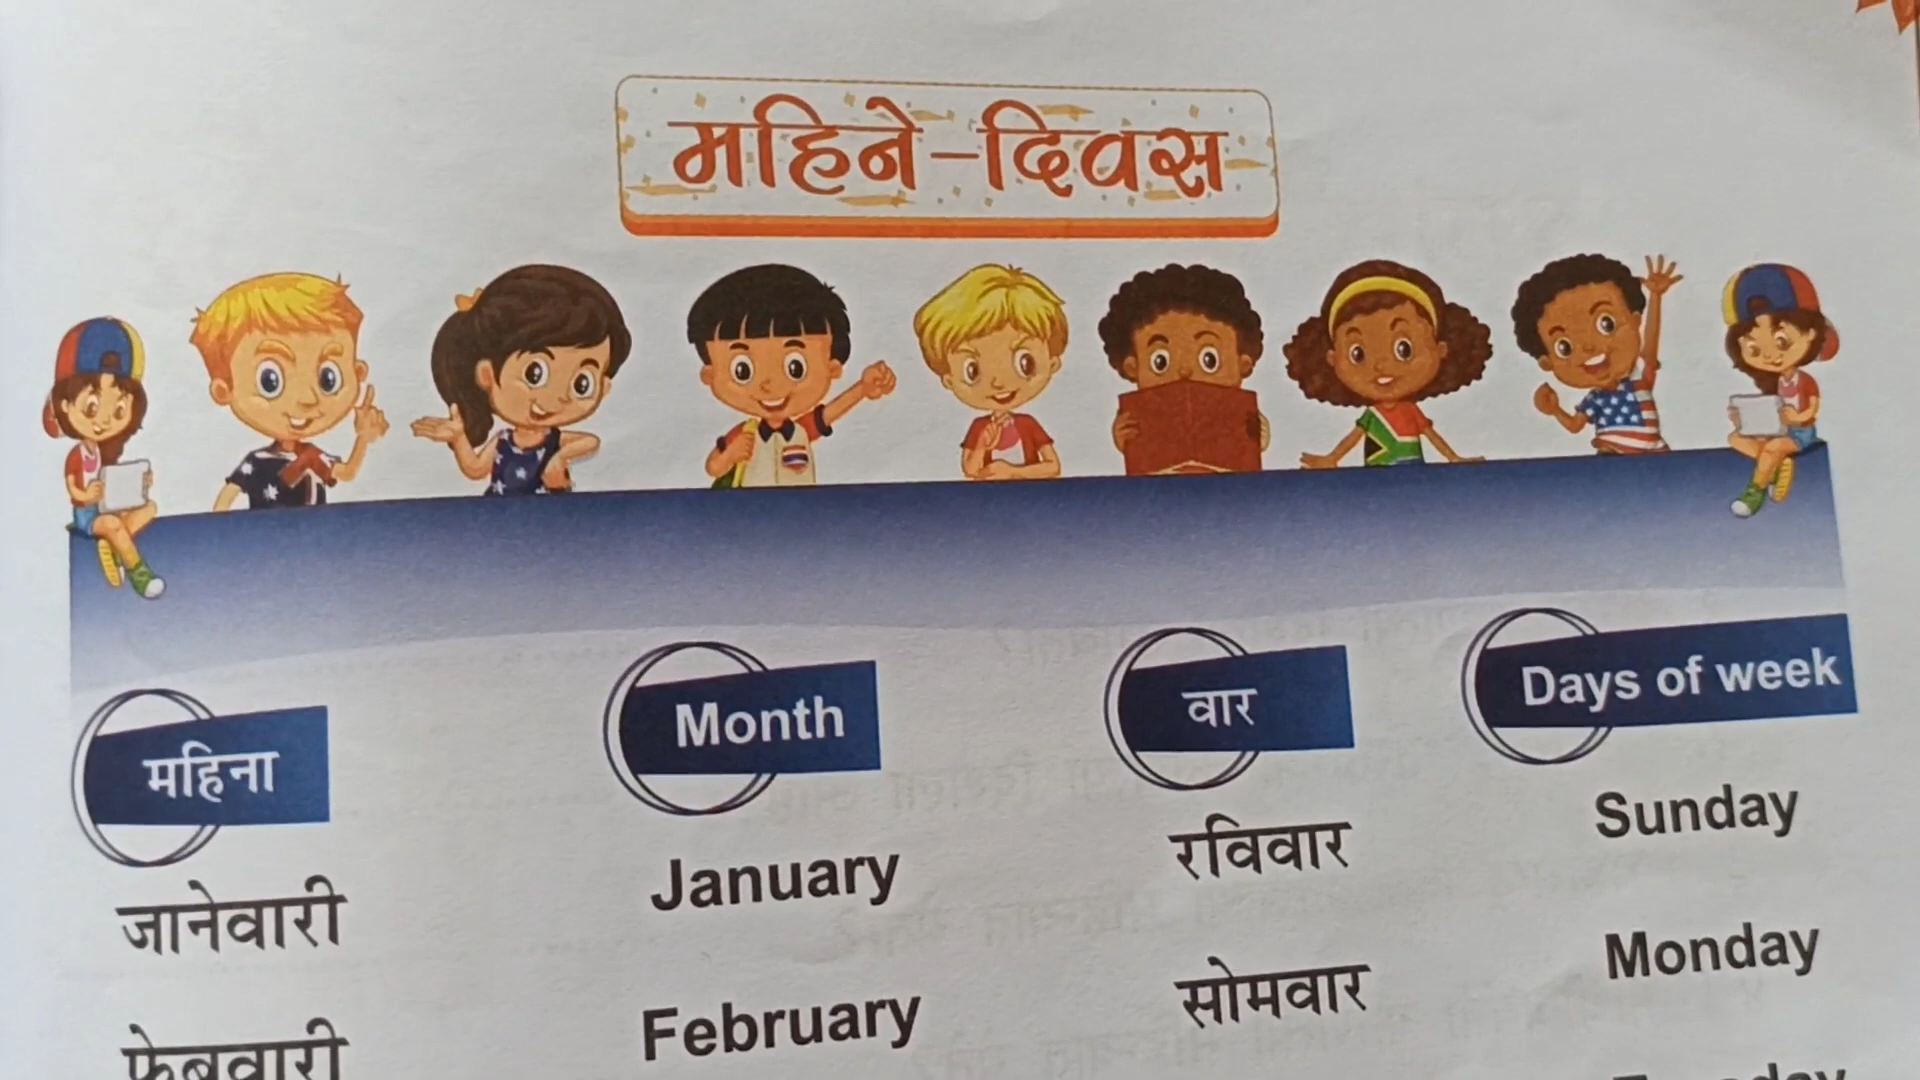 महिने-दिवस
महिना Month वार Days of week
जानेवारी January रविवार Sunday
फेब्रुवारी February सोमवार Monday